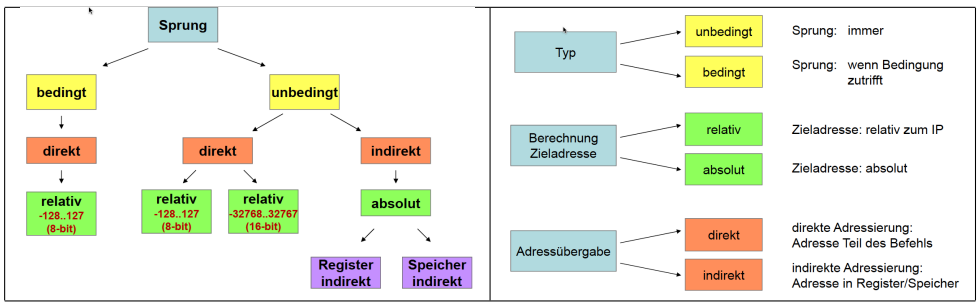 Sprung
bedingt
unbedingt
direkt
direkt
indirekt
relativ
-128..127
(8-bit)
relativ
-128..127
(8-bit)
relativ
-32768..32767
(16-bit)
absolut
Register
indirekt
Speicher
indirekt
Typ
unbedingt
Sprung: immer
bedingt
Sprung: wenn Bedingung
zutrifft
Berechnung
Zieladresse
relativ
Zieladresse: relativ zum IP
absolut
Zieladresse: absolut
Adressübergabe
direkt
direkte Adressierung:
Adresse Teil des Befehls
indirekt
indirekte Adressierung:
Adresse in Register/Speicher